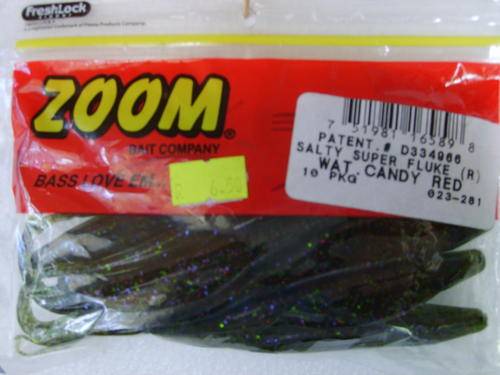 FreshLock
ZOOM®
BAIT COMPANY
BASS LOVE EM...
6.00
7 51981 16589 8
PATENT.# D334966
SALTY SUPER FLUKE (R)
WAT.CANDY RED
10 PKG
023-281